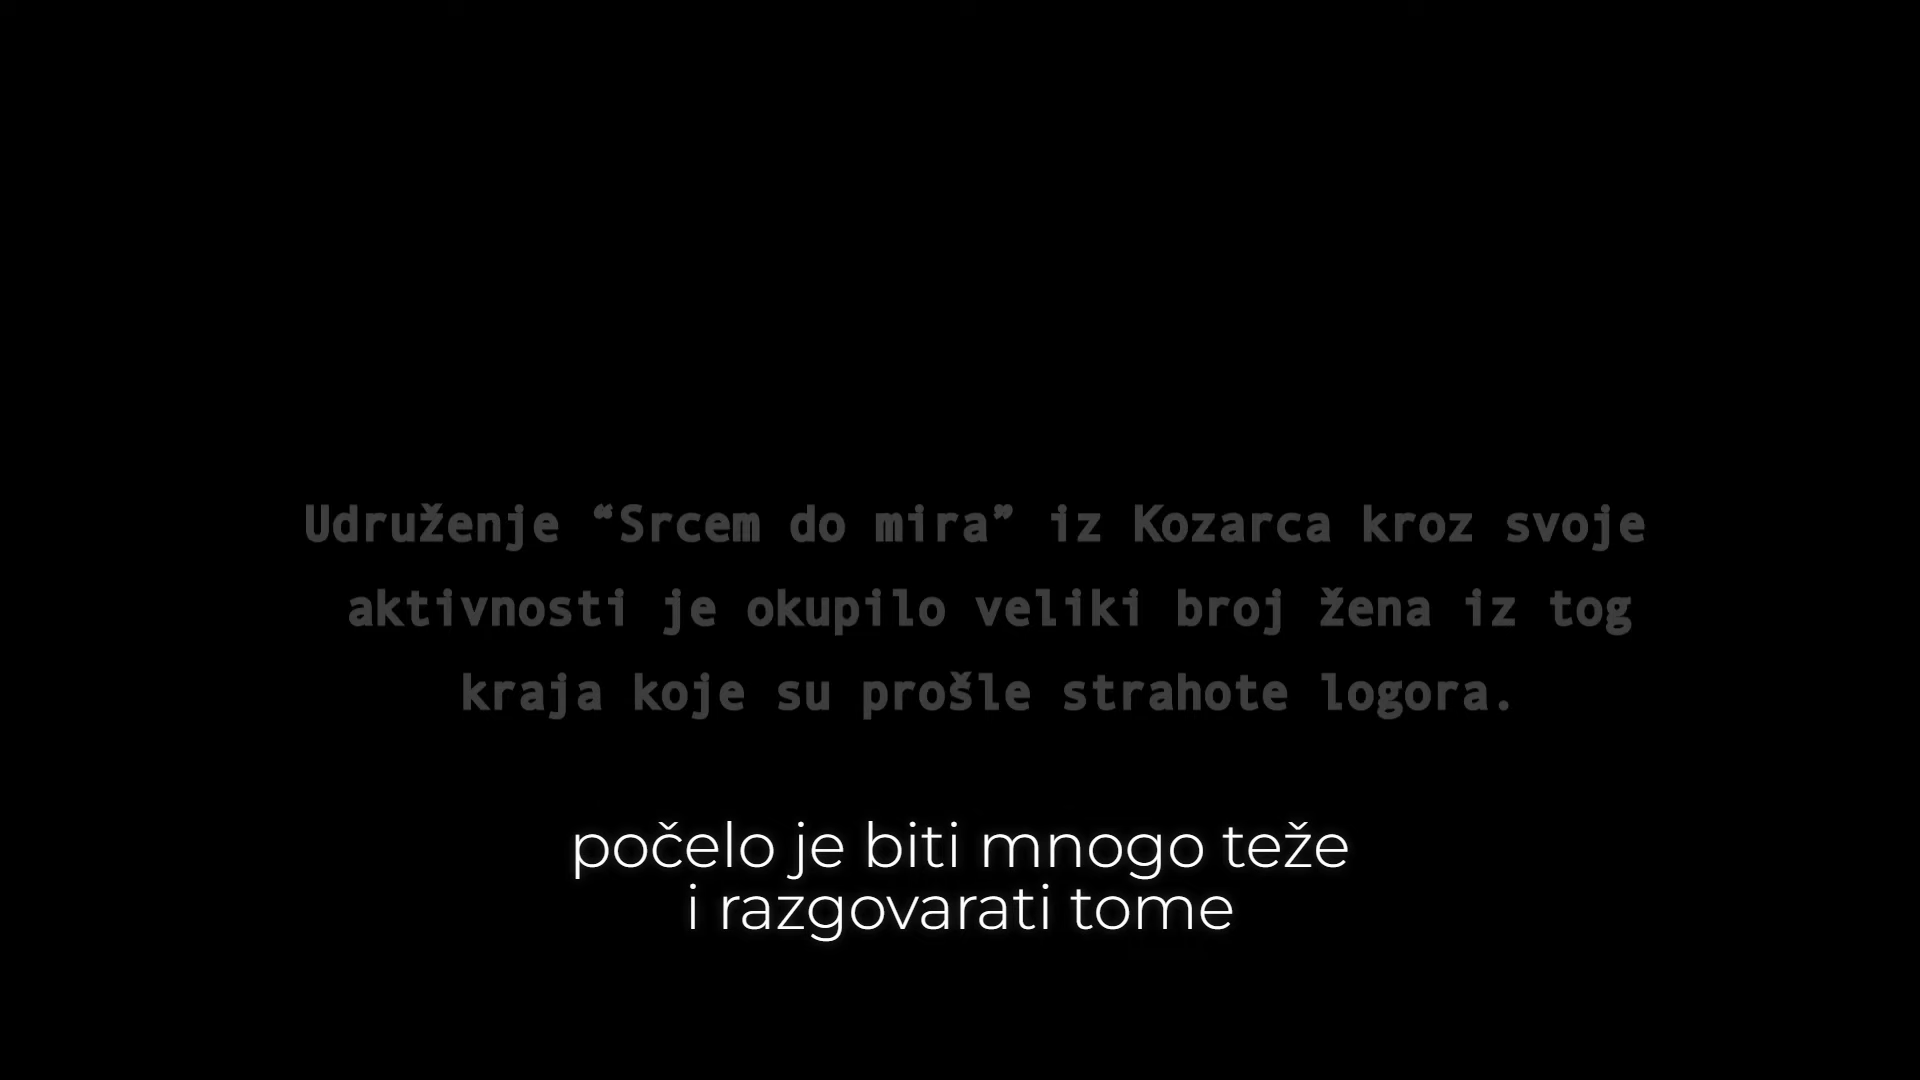 Udruženje “Srcem do mira” iz Kozarca kroz svoje
aktivnosti je okupilo veliki broj žena iz tog
kraja koje su prošle strahote logora.
počelo je biti mnogo teže
i razgovarati tome